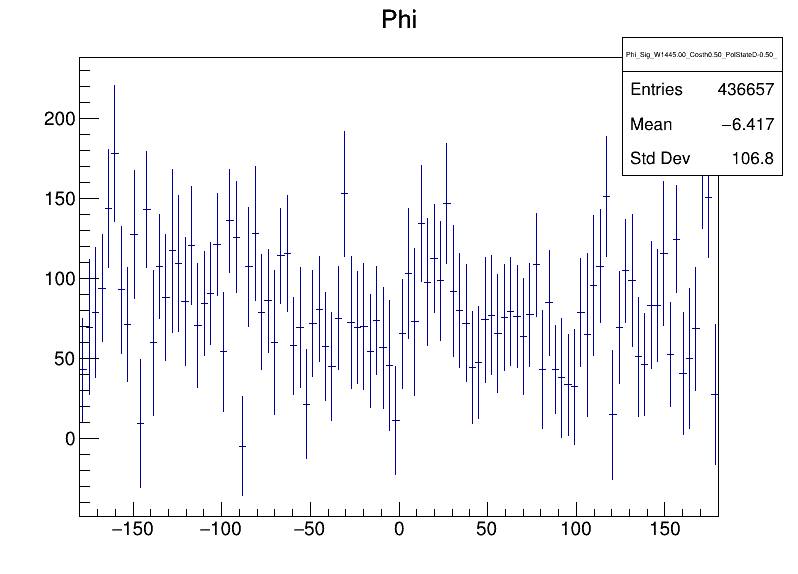 Phi
Phi_Sig_W1445.00_Costh0.50_PolStateD-0.50_
Entries 436657
Mean −6.417
Std Dev 106.8
200
150
100
50
0
−150 −100 −50 0 50 100 150